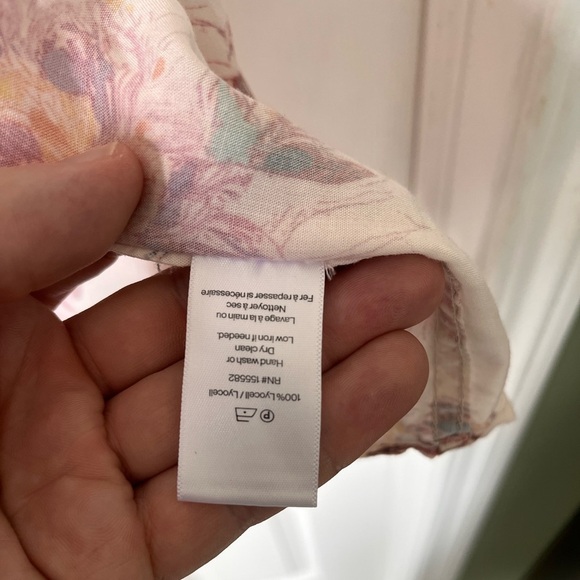 Ⓟ
100% Lyocell / Lyocell
RN# 155582
Hand wash or
Dry clean
Low iron if needed.
Lavage à la main ou
Nettoyer à sec
Fer à repasser si nécessaire